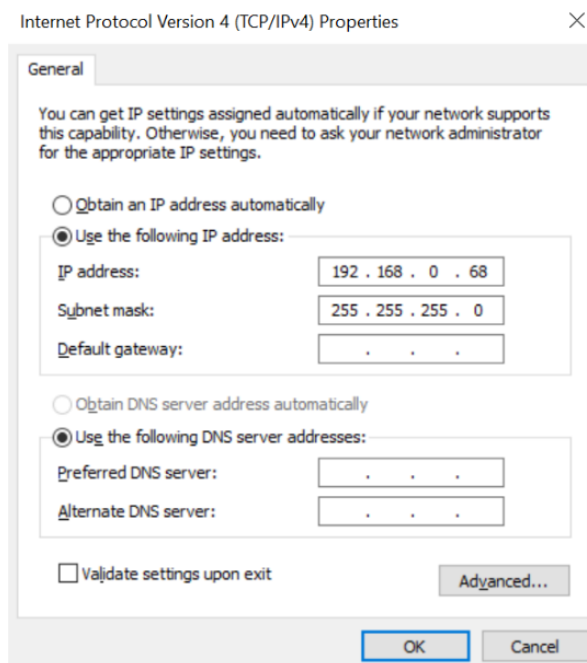 Internet Protocol Version 4 (TCP/IPv4) Properties
General
You can get IP settings assigned automatically if your network supports
this capability. Otherwise, you need to ask your network administrator
for the appropriate IP settings.
Obtain an IP address automatically
Use the following IP address:
IP address: 192 . 168 . 0 . 68
Subnet mask: 255 . 255 . 255 . 0
Default gateway: . . .
Obtain DNS server address automatically
Use the following DNS server addresses:
Preferred DNS server: . . .
Alternate DNS server: . . .
Validate settings upon exit
Advanced...
OK Cancel